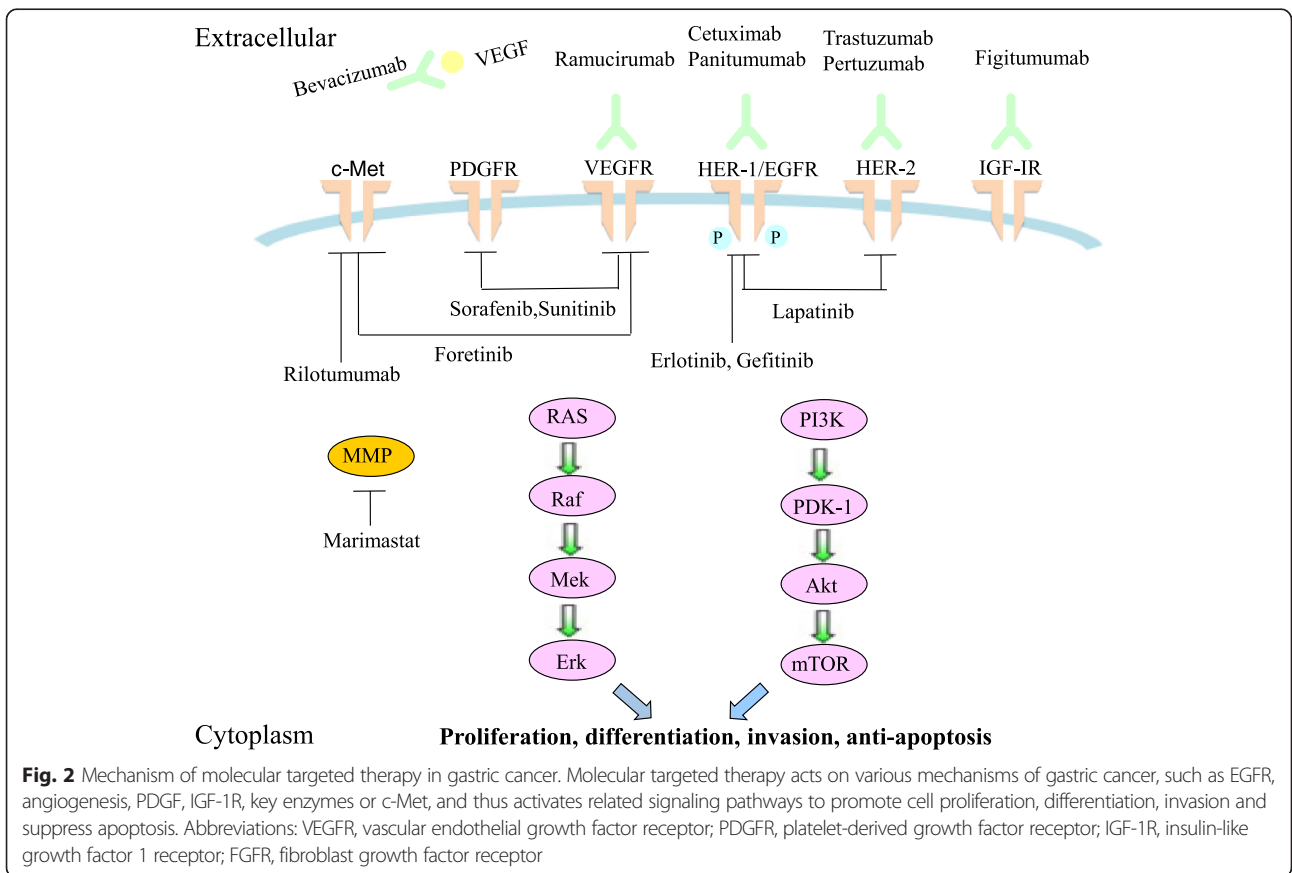 Extracellular
Bevacizumab
VEGF
Ramucirumab
Cetuximab
Panitumumab
Trastuzumab
Pertuzumab
Figitumumab
c-Met
PDGFR
VEGFR
HER-1/EGFR
HER-2
IGF-IR
P
P
Sorafenib,Sunitinib
Lapatinib
Foretinib
Erlotinib, Gefitinib
Rilotumumab
RAS
PI3K
MMP
Raf
PDK-1
Marimastat
Mek
Akt
Erk
mTOR
Cytoplasm
Proliferation, differentiation, invasion, anti-apoptosis
Fig. 2 Mechanism of molecular targeted therapy in gastric cancer. Molecular targeted therapy acts on various mechanisms of gastric cancer, such as EGFR,
angiogenesis, PDGF, IGF-1R, key enzymes or c-Met, and thus activates related signaling pathways to promote cell proliferation, differentiation, invasion and
suppress apoptosis. Abbreviations: VEGFR, vascular endothelial growth factor receptor; PDGFR, platelet-derived growth factor receptor; IGF-1R, insulin-like
growth factor 1 receptor; FGFR, fibroblast growth factor receptor